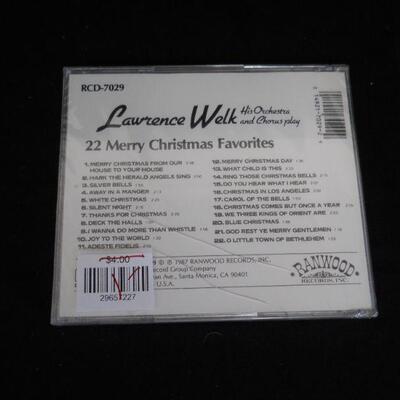 RCD-7029
Lawrence Welk His Orchestra and Chorus play
22 Merry Christmas Favorites
1. MERRY CHRISTMAS FROM OUR
HOUSE TO YOUR HOUSE
2. HARK THE HERALD ANGELS SING
3. SILVER BELLS
4. AWAY IN A MANGER
5. WHITE CHRISTMAS
6. SILENT NIGHT
7. THANKS FOR CHRISTMAS
8. DECK THE HALLS
9. I WANNA DO MORE THAN WHISTLE
10. JOY TO THE WORLD
11. ADESTE FIDELIS
12. MERRY CHRISTMAS DAY
13. WHAT CHILD IS THIS
14. RING THOSE CHRISTMAS BELLS
15. DO YOU HEAR WHAT I HEAR
16. CHRISTMAS IN LOS ANGELES
17. CAROL OF THE BELLS
18. CHRISTMAS COMES BUT ONCE A YEAR
19. WE THREE KINGS OF ORIENT ARE
20. BLUE CHRISTMAS
21. GOD REST YE MERRY GENTLEMEN
22. O LITTLE TOWN OF BETHLEHEM
$4.00
29657227
℗ 1987 RANWOOD RECORDS, INC.
Record Group Company
Santa Monica, CA 90401
U.S.A.
RANWOOD
RECORDS, INC.